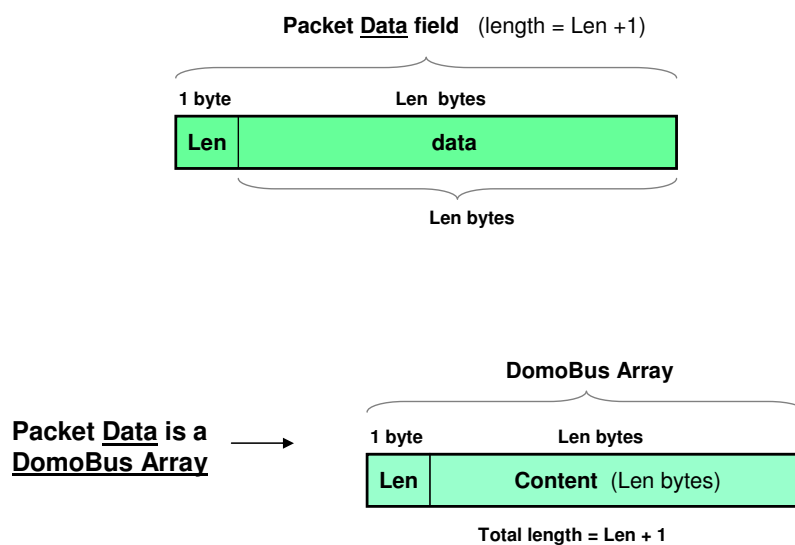 Packet Data field (length = Len +1)
1 byte Len bytes
Len data
Len bytes
DomoBus Array
Packet Data is a
DomoBus Array
1 byte Len bytes
Len Content (Len bytes)
Total length = Len + 1